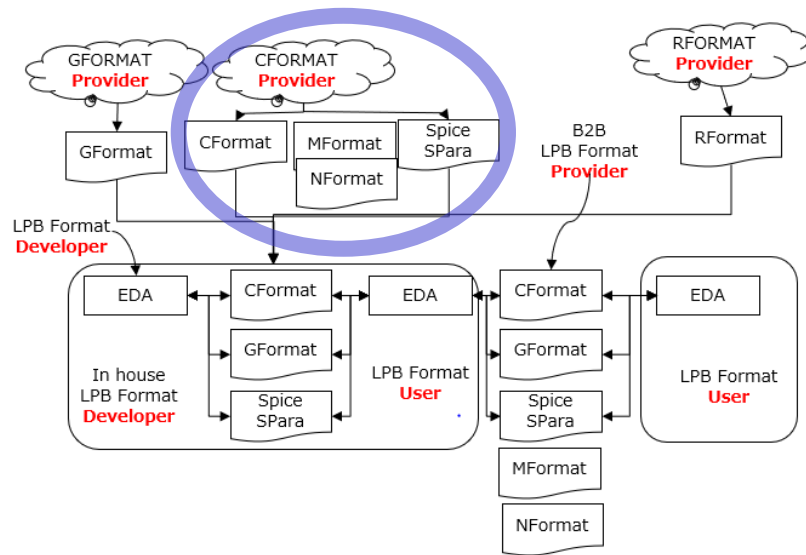 GFORMAT
Provider
CFORMAT
Provider
RFORMAT
Provider
GFormat
CFormat
MFormat
NFormat
Spice
SPara
B2B
LPB Format
Provider
RFormat
LPB Format
Developer
EDA
CFormat
EDA
CFormat
EDA
GFormat
GFormat
In house
LPB Format
Developer
LPB Format
User
LPB Format
User
Spice
SPara
Spice
SPara
MFormat
NFormat